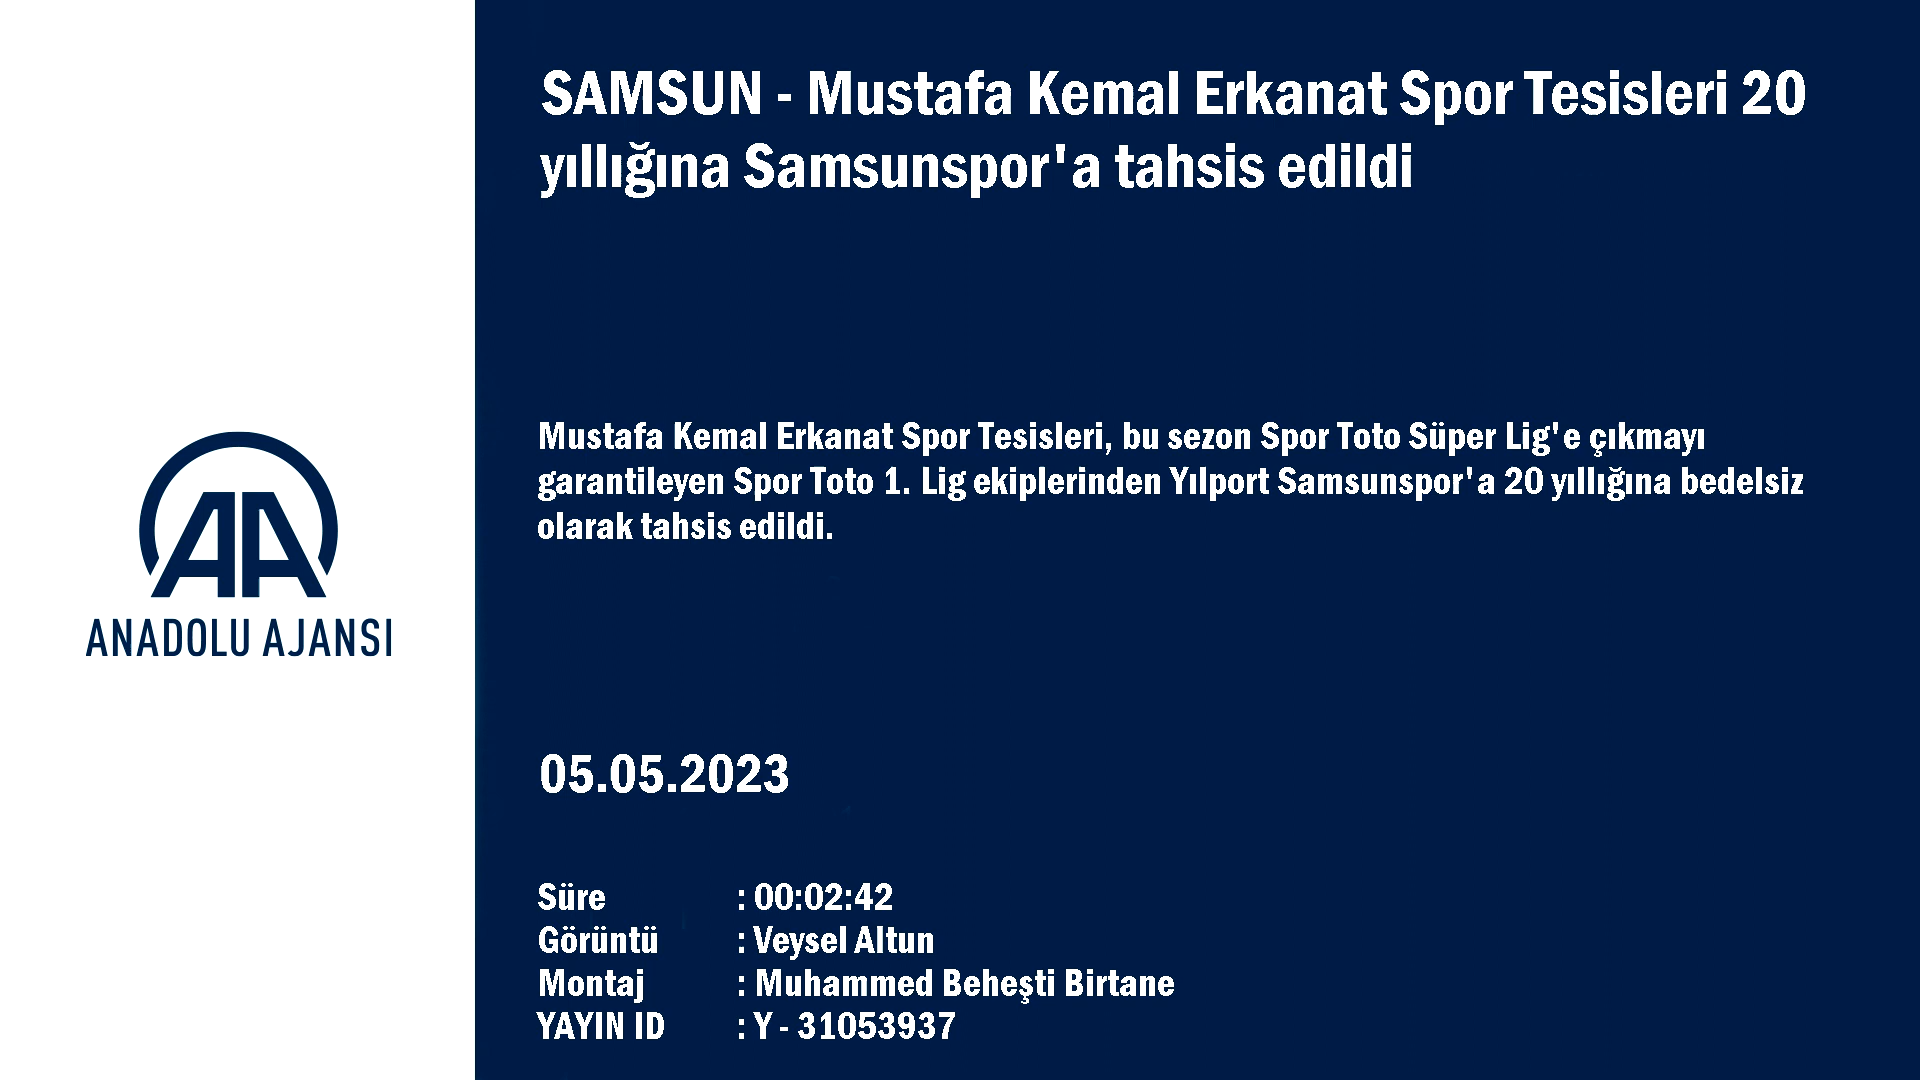 SAMSUN - Mustafa Kemal Erkanat Spor Tesisleri 20
yıllığına Samsunspor'a tahsis edildi
Mustafa Kemal Erkanat Spor Tesisleri, bu sezon Spor Toto Süper Lig'e çıkmayı
garantileyen Spor Toto 1. Lig ekiplerinden Yılport Samsunspor'a 20 yıllığına bedelsiz
olarak tahsis edildi.
AA
ANADOLU AJANSI
05.05.2023
Süre : 00:02:42
Görüntü : Veysel Altun
Montaj : Muhammed Beheşti Birtane
YAYIN ID : Y - 31053937